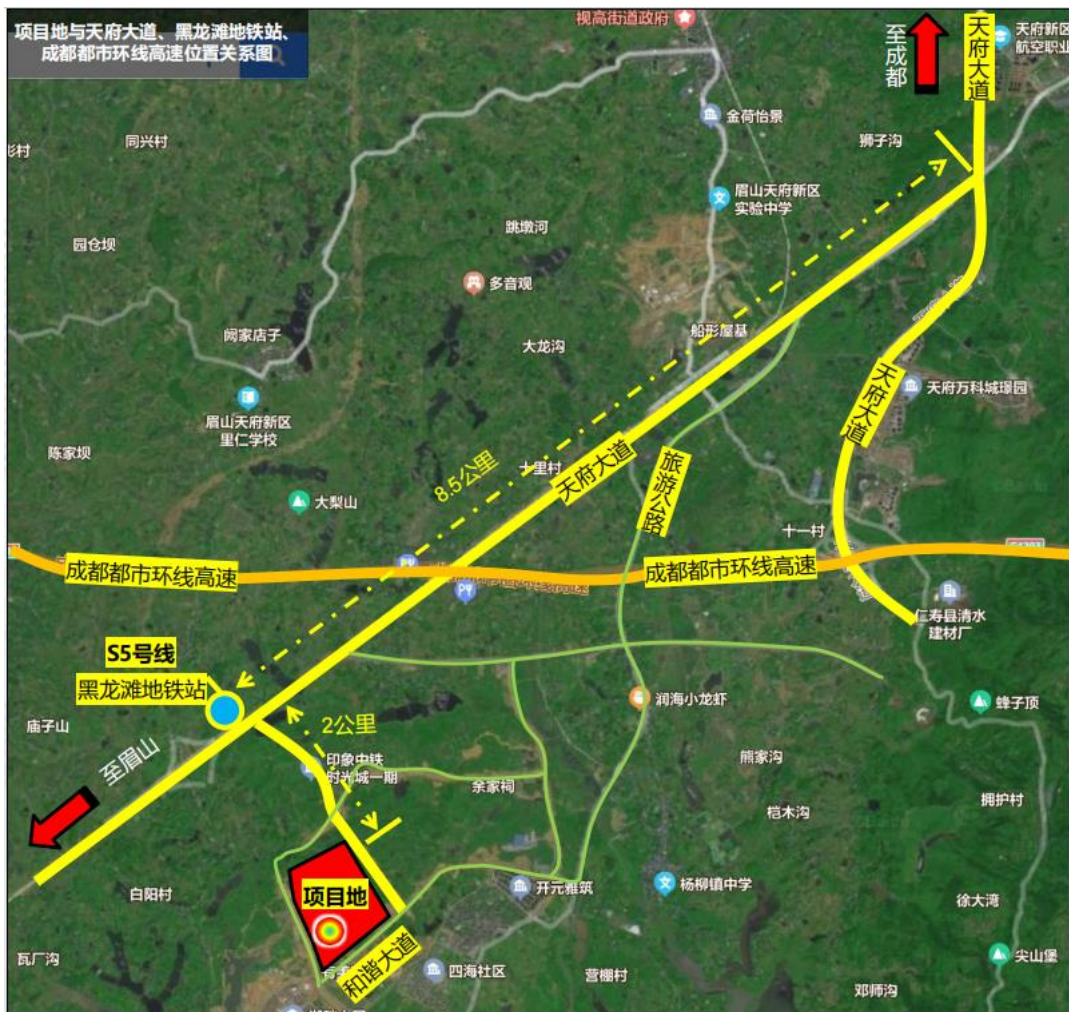 项目地与天府大道、黑龙滩地铁站、
成都都市环线高速位置关系图
视高街道政府
至成都
天府大道
天府新区
航空职业
金荷怡景
狮子沟
同兴村
彭村
眉山天府新区
实验中学
跳墩河
园仓坝
多音观
船形屋基
大龙沟
阙家店子
天府万科城璟园
天府大道
眉山天府新区
里仁学校
陈家坝
8.5公里
十里村
天府大道
旅游公路
大梨山
十一村
成都都市环线高速
成都都市环线高速
仁寿县清水
建材厂
S5号线
黑龙滩地铁站
润海小龙虾
蜂子顶
庙子山
至眉山
2公里
印象中铁
时光城一期
余家祠
熊家沟
桤木沟
拥护村
项目地
白阳村
开元雅筑
杨柳镇中学
徐大湾
和谐大道
瓦厂沟
四海社区
营棚村
尖山堡
邓师沟